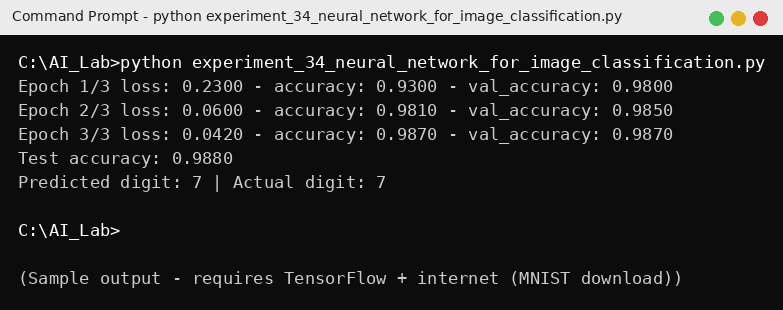 Command Prompt - python experiment_34_neural_network_for_image_classification.py
C:\AI_Lab>python experiment_34_neural_network_for_image_classification.py
Epoch 1/3 loss: 0.2300 - accuracy: 0.9300 - val_accuracy: 0.9800
Epoch 2/3 loss: 0.0600 - accuracy: 0.9810 - val_accuracy: 0.9850
Epoch 3/3 loss: 0.0420 - accuracy: 0.9870 - val_accuracy: 0.9870
Test accuracy: 0.9880
Predicted digit: 7 | Actual digit: 7
C:\AI_Lab>
(Sample output - requires TensorFlow + internet (MNIST download))